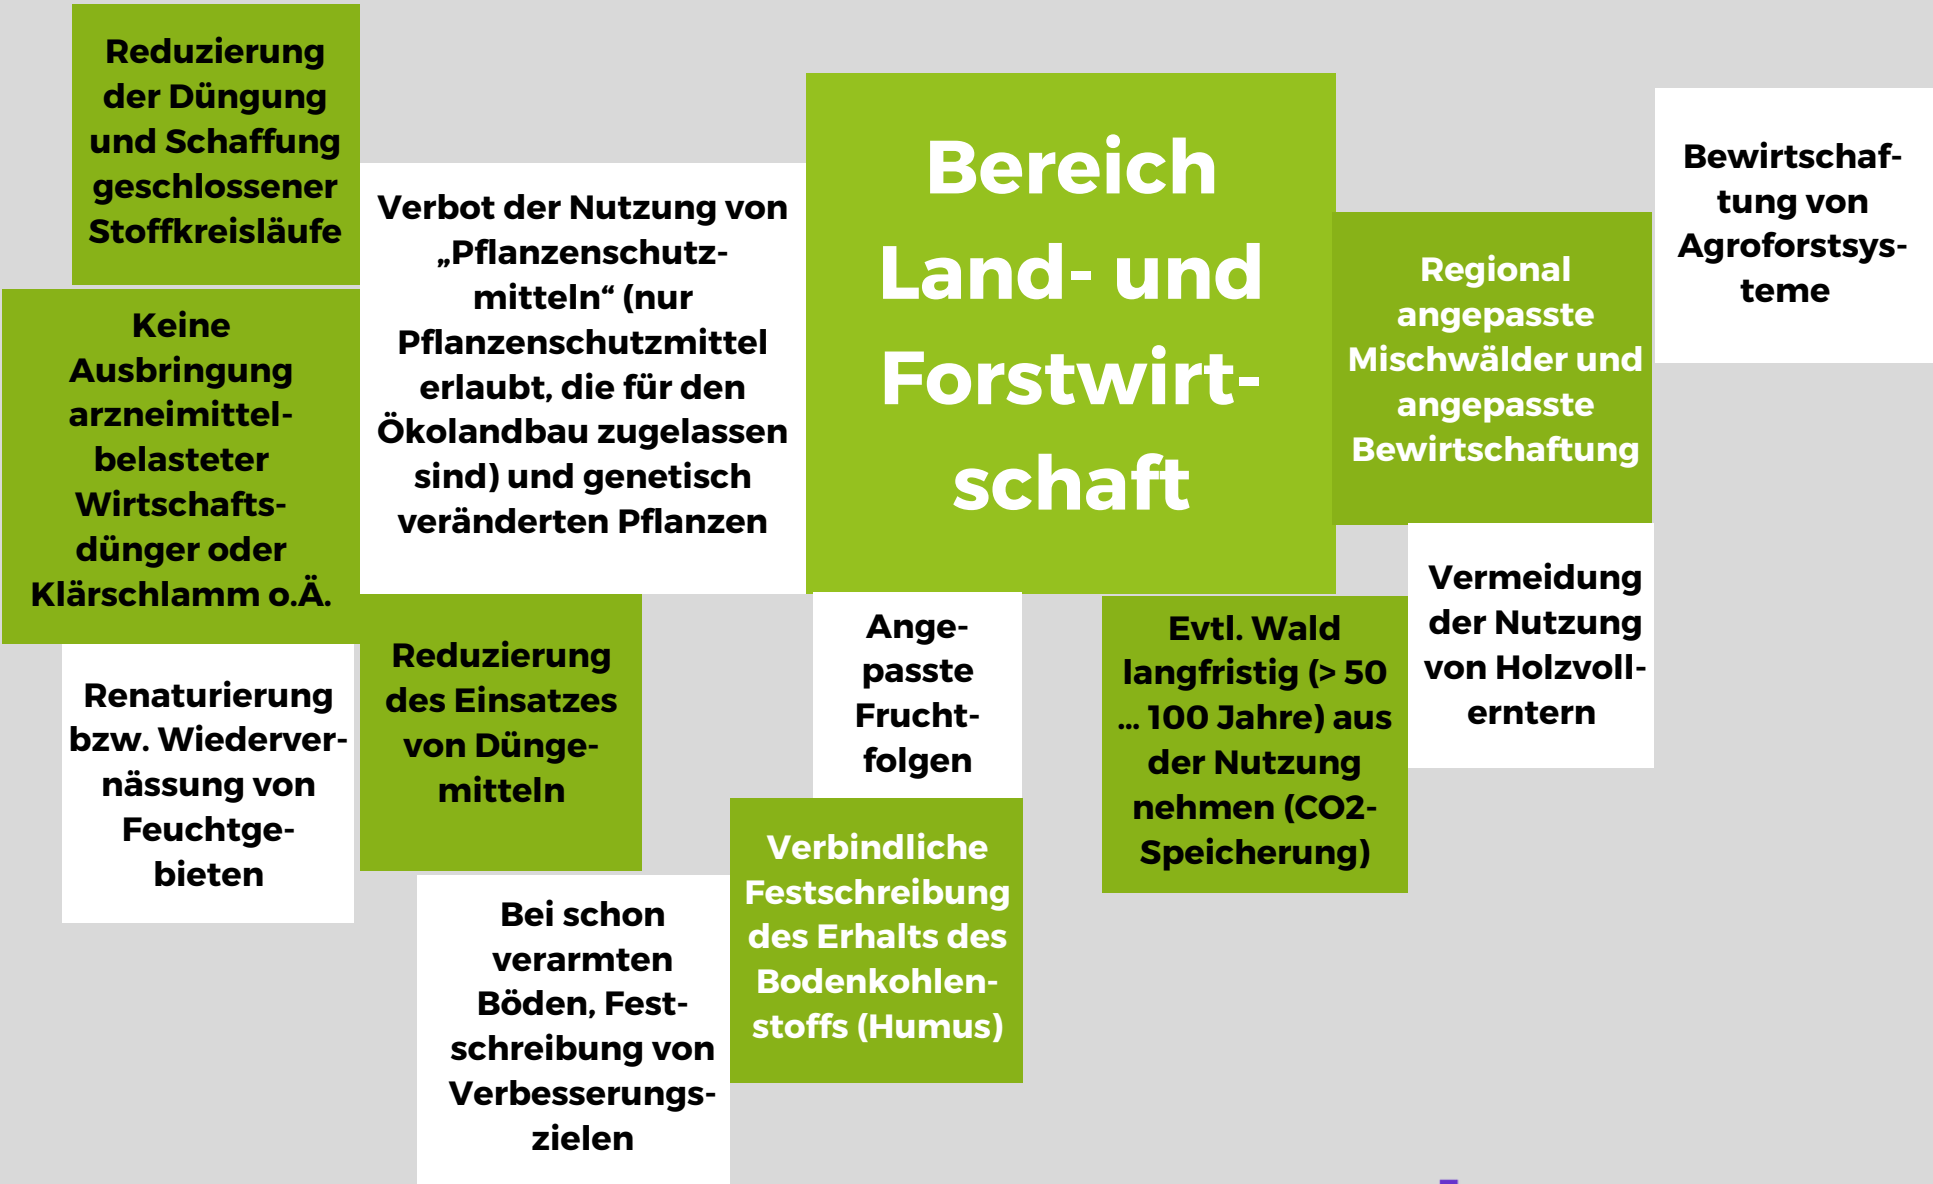 Reduzierung
der Düngung
und Schaffung
geschlossener
Stoffkreisläufe
Verbot der Nutzung von
„Pflanzenschutz-
mitteln“ (nur
Pflanzenschutzmittel
erlaubt, die für den
Ökolandbau zugelassen
sind) und genetisch
veränderten Pflanzen
Bereich
Land- und
Forstwirt-
schaft
Regional
angepasste
Mischwälder und
angepasste
Bewirtschaftung
Bewirtschaf-
tung von
Agroforstsys-
teme
Keine
Ausbringung
arzneimittel-
belasteter
Wirtschafts-
dünger oder
Klärschlamm o.Ä.
Renaturierung
bzw. Wiederver-
nässung von
Feuchtge-
bieten
Reduzierung
des Einsatzes
von Dünge-
mitteln
Ange-
passte
Frucht-
folgen
Evtl. Wald
langfristig (> 50
... 100 Jahre) aus
der Nutzung
nehmen (CO2-
Speicherung)
Vermeidung
der Nutzung
von Holzvoll-
erntern
Bei schon
verarmten
Böden, Fest-
schreibung von
Verbesserungs-
zielen
Verbindliche
Festschreibung
des Erhalts des
Bodenkohlen-
stoffs (Humus)